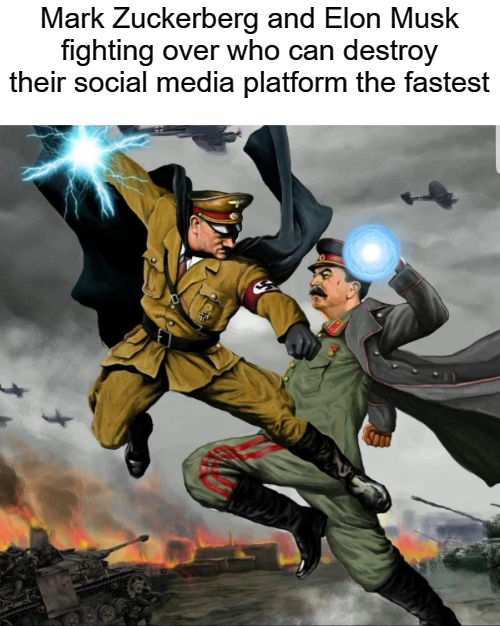 Mark Zuckerberg and Elon Musk
fighting over who can destroy
their social media platform the fastest